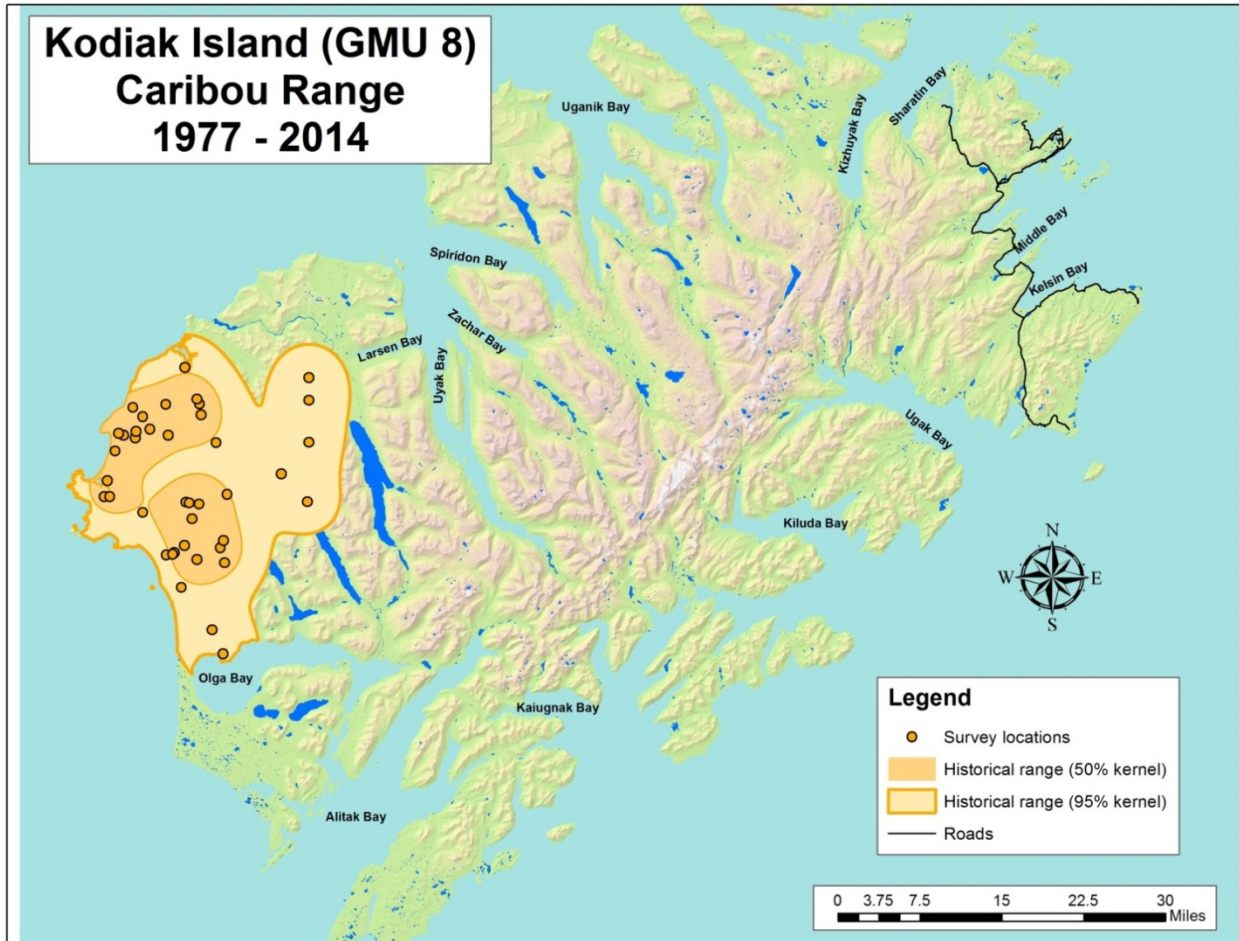 Kodiak Island (GMU 8)
Caribou Range
1977 - 2014
Uganik Bay
Kizhuyak Bay
Sharatin Bay
Middle Bay
Kelsin Bay
Spiridon Bay
Zachar Bay
Larsen Bay
Uyak Bay
Ugak Bay
Kiluda Bay
N
W
E
S
Olga Bay
Kaiugnak Bay
Alitak Bay
Legend
Survey locations
Historical range (50% kernel)
Historical range (95% kernel)
Roads
0 3.75 7.5 15 22.5 30
Miles